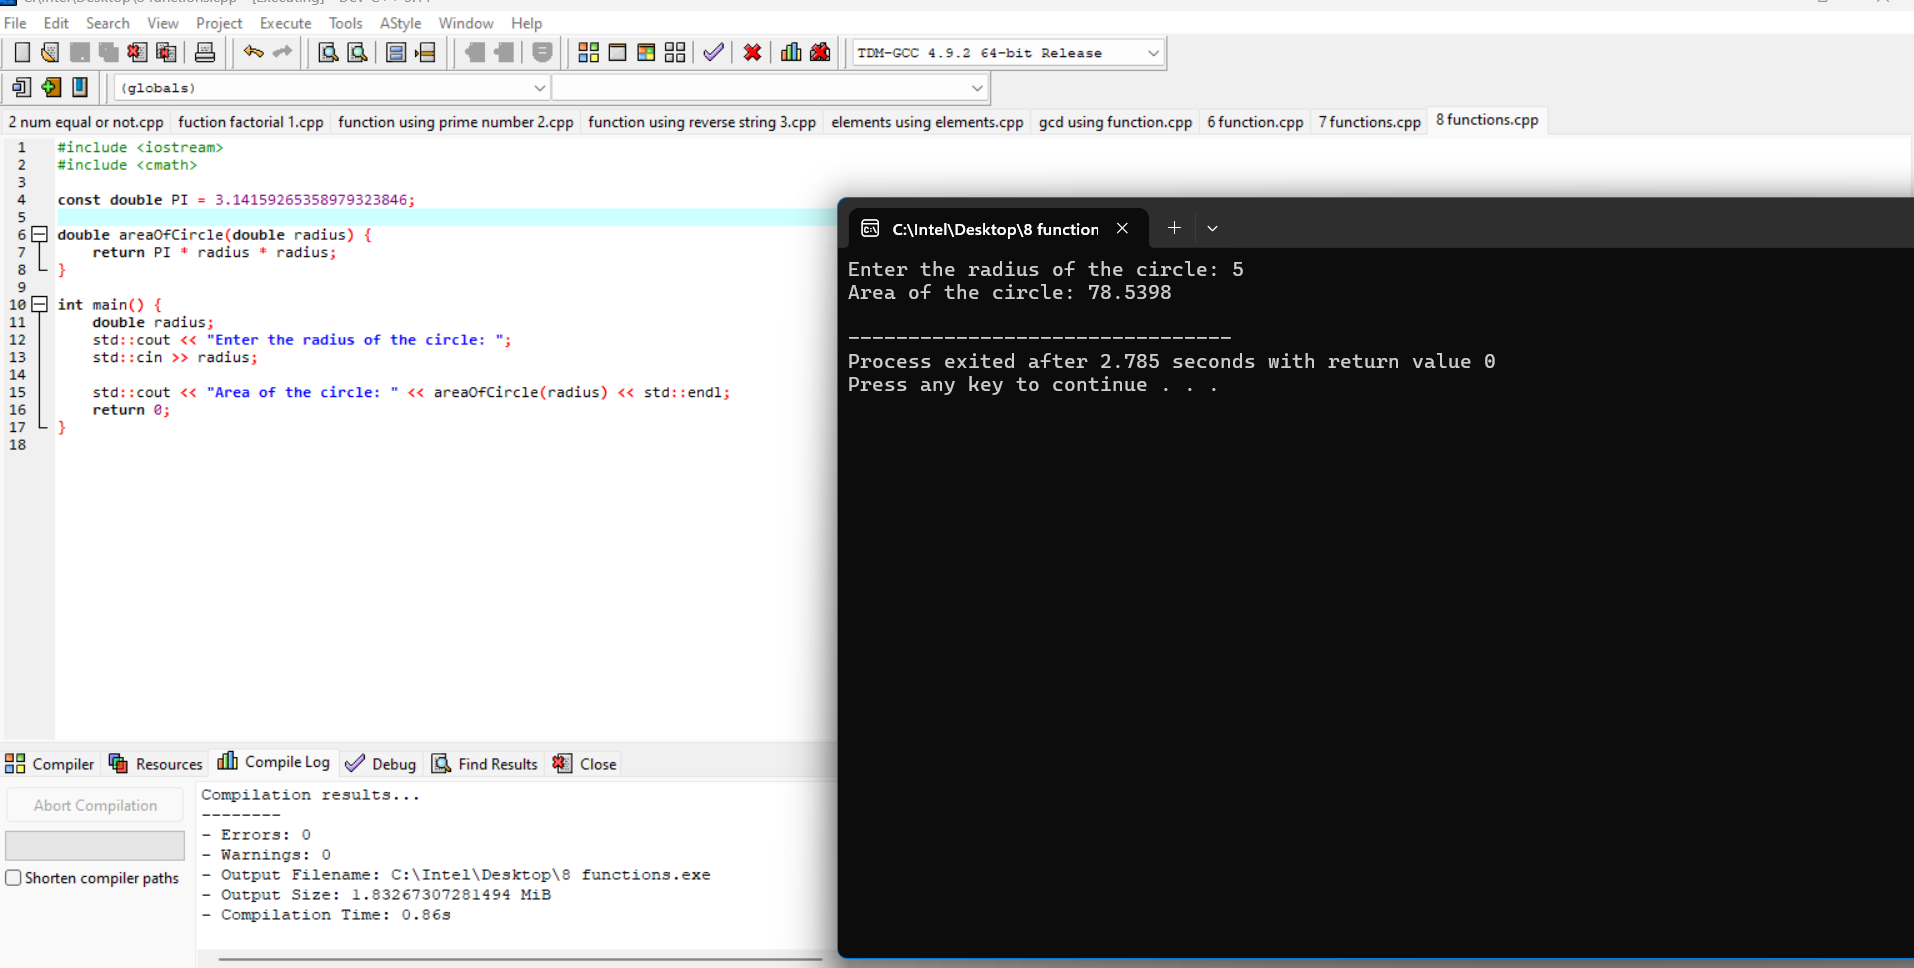 File Edit Search View Project Execute Tools AStyle Window Help
TDM-GCC 4.9.2 64-bit Release
(globals)
2 num equal or not.cpp fuction factorial 1.cpp function using prime number 2.cpp function using reverse string 3.cpp elements using elements.cpp gcd using function.cpp 6 function.cpp 7 functions.cpp 8 functions.cpp
1 #include <iostream>
2 #include <cmath>
3
4 const double PI = 3.14159265358979323846;
5
6 double areaOfCircle(double radius) {
7 return PI * radius * radius;
8 }
9
10 int main() {
11 double radius;
12 std::cout << "Enter the radius of the circle: ";
13 std::cin >> radius;
14
15 std::cout << "Area of the circle: " << areaOfCircle(radius) << std::endl;
16 return 0;
17 }
18
C:\Intel\Desktop\8 function
Enter the radius of the circle: 5
Area of the circle: 78.5398
--------------------------------
Process exited after 2.785 seconds with return value 0
Press any key to continue . . .
Compiler Resources Compile Log Debug Find Results Close
Abort Compilation
Shorten compiler paths
Compilation results...
--------
- Errors: 0
- Warnings: 0
- Output Filename: C:\Intel\Desktop\8 functions.exe
- Output Size: 1.83267307281494 MiB
- Compilation Time: 0.86s